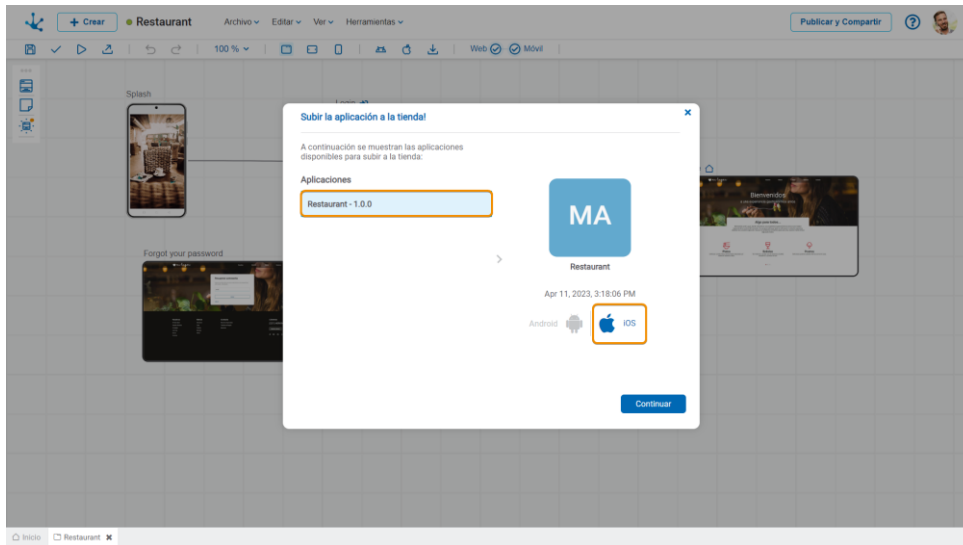 + Crear
Restaurant
Archivo
Editar
Ver
Herramientas
Publicar y Compartir
?
100 %
Web
Móvil
Splash
Login
Subir la aplicación a la tienda!
A continuación se muestran las aplicaciones
disponibles para subir a la tienda:
Aplicaciones
Restaurant - 1.0.0
MA
Restaurant
Apr 11, 2023, 3:18:06 PM
Android
iOS
Continuar
Forgot your password
Bienvenidos
Inicio
Restaurant